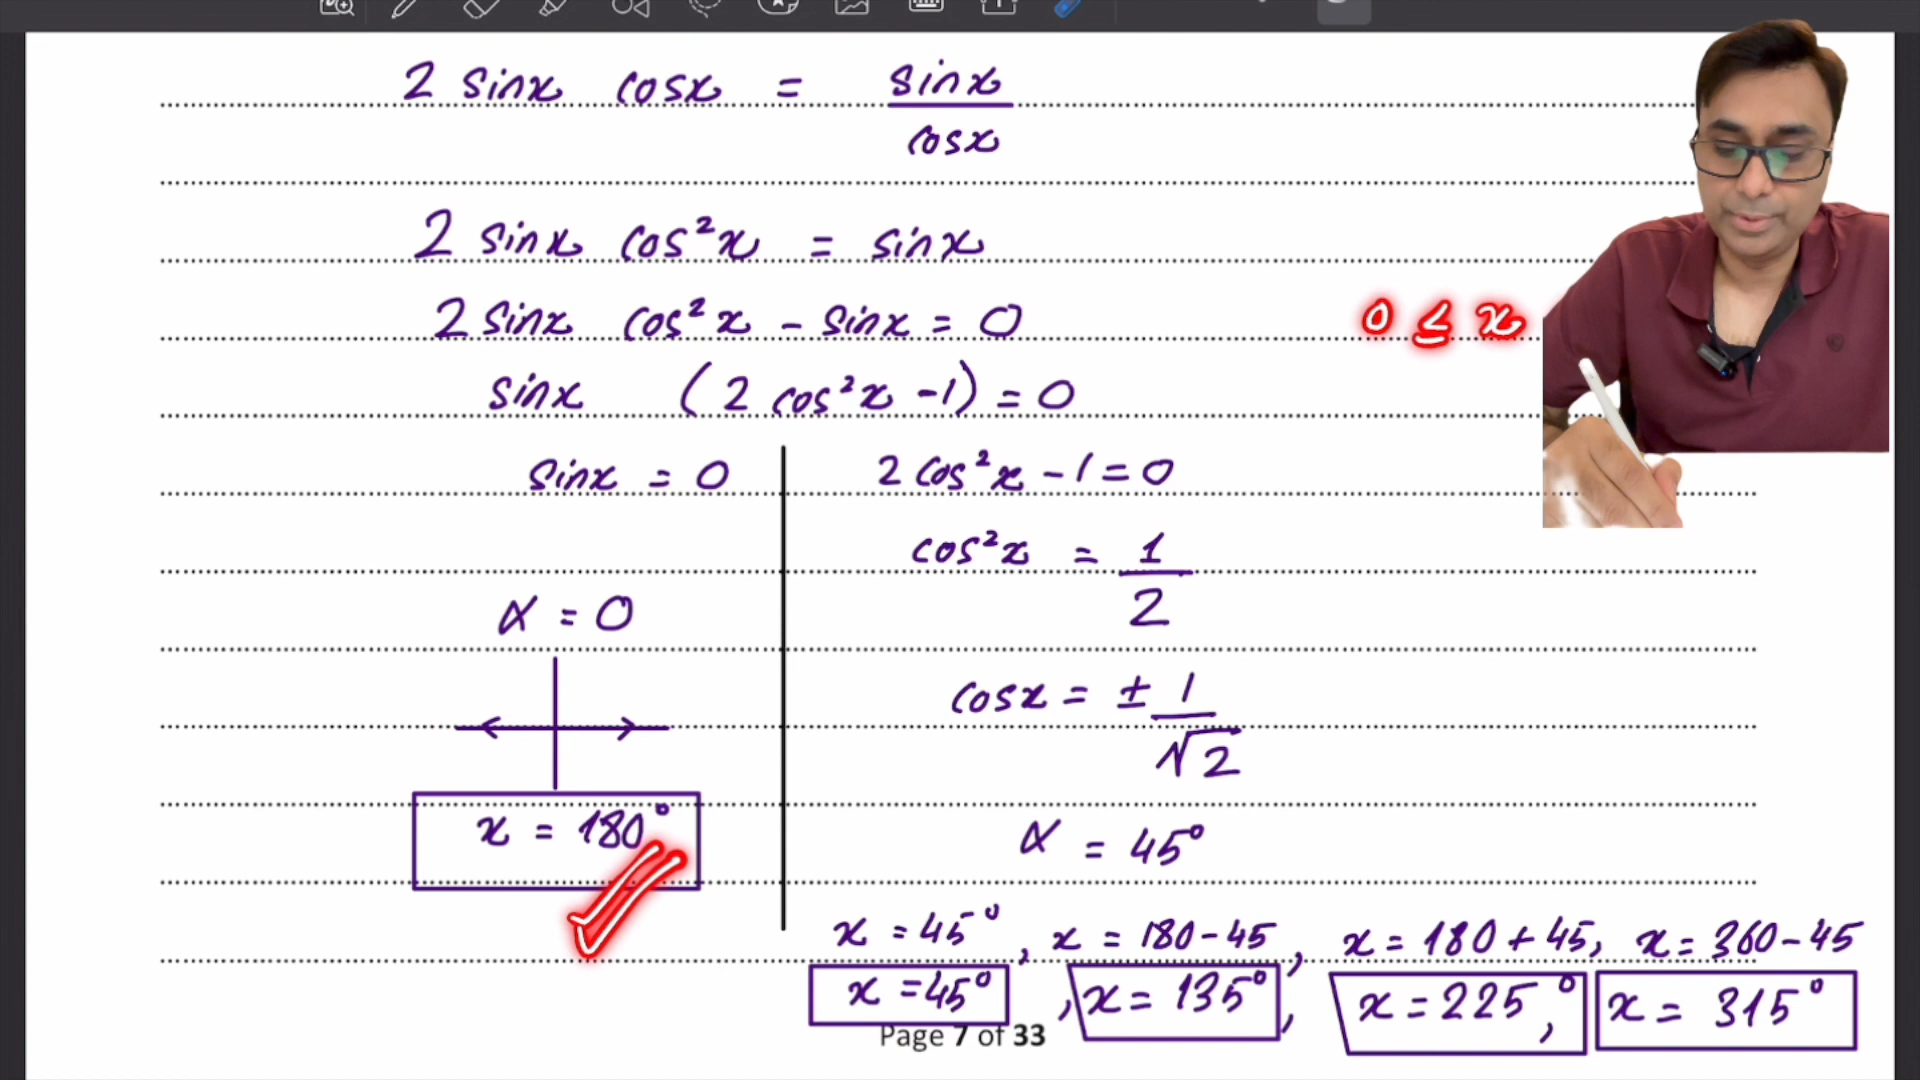 2 sinx cosx = sinx / cosx
2 sinx cos²x = sinx
2 sinx cos²x - sinx = 0
0 ≤ x
sinx (2 cos²x - 1) = 0
sinx = 0
α = 0
x = 180°
2 cos²x - 1 = 0
cos²x = 1/2
cosx = ± 1/√2
α = 45°
x = 45°, x = 180 - 45, x = 180 + 45, x = 360 - 45
x = 45°, x = 135°, x = 225°, x = 315°
Page 7 of 33